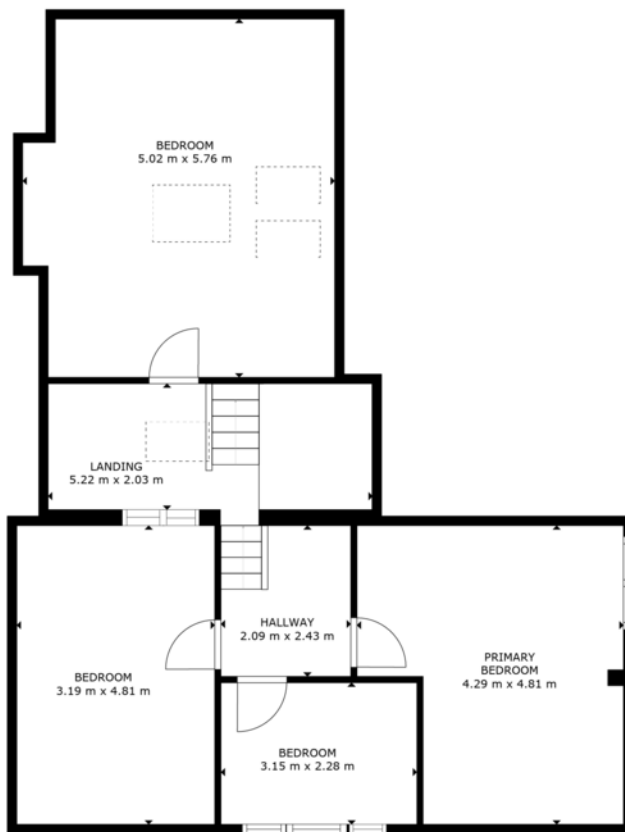 BEDROOM
5.02 m x 5.76 m
LANDING
5.22 m x 2.03 m
HALLWAY
2.09 m x 2.43 m
BEDROOM
3.19 m x 4.81 m
PRIMARY
BEDROOM
4.29 m x 4.81 m
BEDROOM
3.15 m x 2.28 m